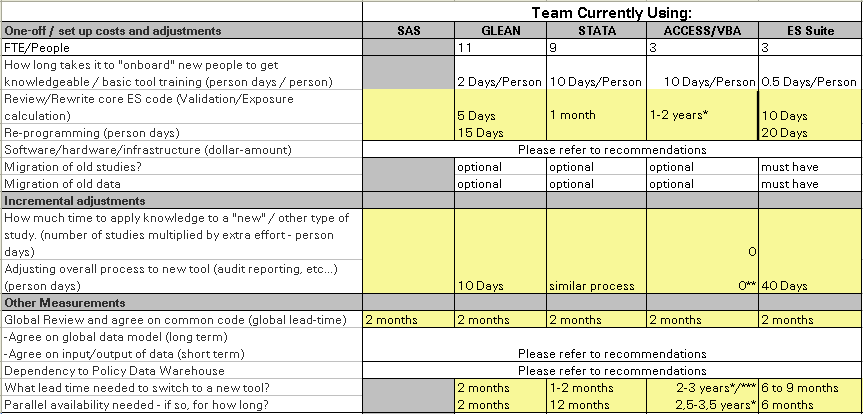 Team Currently Using:
One-off / set up costs and adjustments SAS GLEAN STATA ACCESS/VBA ES Suite
FTE/People 11 9 3 3
How long takes it to "onboard" new people to get
knowledgeable / basic tool training (person days / person) 2 Days/Person 10 Days/Person 10 Days/Person 0.5 Days/Person
Review/Rewrite core ES code (Validation/Exposure
calculation) 5 Days 1 month 1-2 years* 10 Days
Re-programming (person days) 15 Days 20 Days
Software/hardware/infrastructure (dollar-amount) Please refer to recommendations
Migration of old studies? optional optional optional must have
Migration of old data optional optional optional must have
Incremental adjustments
How much time to apply knowledge to a "new" / other type of
study. (number of studies multiplied by extra effort - person
days) 0
Adjusting overall process to new tool (audit reporting, etc...)
(person days) 10 Days similar process 0** 40 Days
Other Measurements
Global Review and agree on common code (global lead-time) 2 months 2 months 2 months 2 months 2 months
-Agree on global data model (long term)
-Agree on input/output of data (short term) Please refer to recommendations
Dependency to Policy Data Warehouse Please refer to recommendations
What lead time needed to switch to a new tool? 2 months 1-2 months 2-3 years*/*** 6 to 9 months
Parallel availability needed - if so, for how long? 2 months 12 months 2,5-3,5 years* 6 months